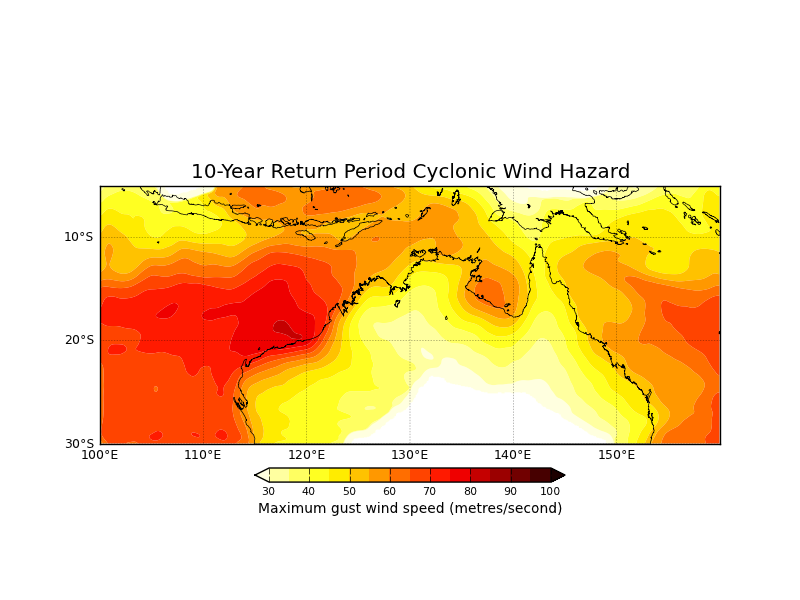 10-Year Return Period Cyclonic Wind Hazard
10°S
20°S
30°S
100°E 110°E 120°E 130°E 140°E 150°E
30 40 50 60 70 80 90 100
Maximum gust wind speed (metres/second)